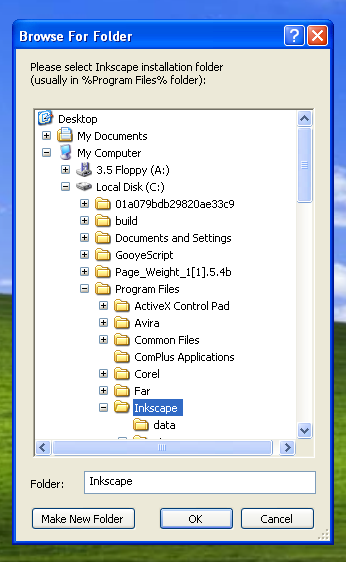 Browse For Folder
Please select Inkscape installation folder
(usually in %Program Files% folder):
Desktop
My Documents
My Computer
3.5 Floppy (A:)
Local Disk (C:)
01a079bdb29820ae33c9
build
Documents and Settings
GooyeScript
Page_Weight_1[1].5.4b
Program Files
ActiveX Control Pad
Avira
Common Files
ComPlus Applications
Corel
Far
Inkscape
data
Folder: Inkscape
Make New Folder OK Cancel